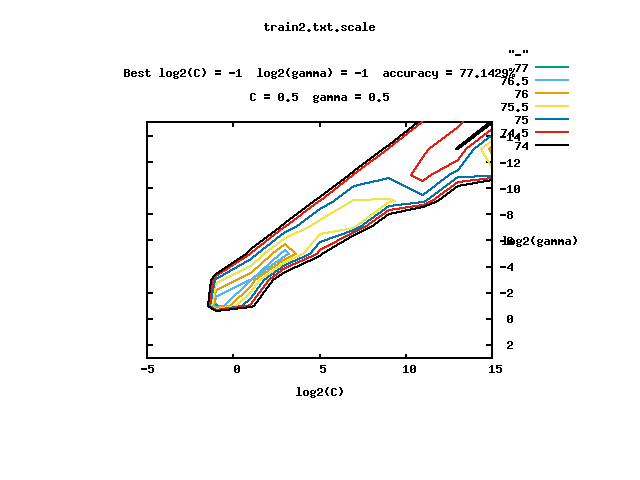 train2.txt.scale
"-"
Best log2(C) = -1  log2(gamma) = -1  accuracy = 77.1429%
C = 0.5  gamma = 0.5
77
76.5
76
75.5
75
74.5
74
-14
-12
-10
-8
-6
-4
-2
0
2
log2(gamma)
-5 0 5 10 15
log2(C)